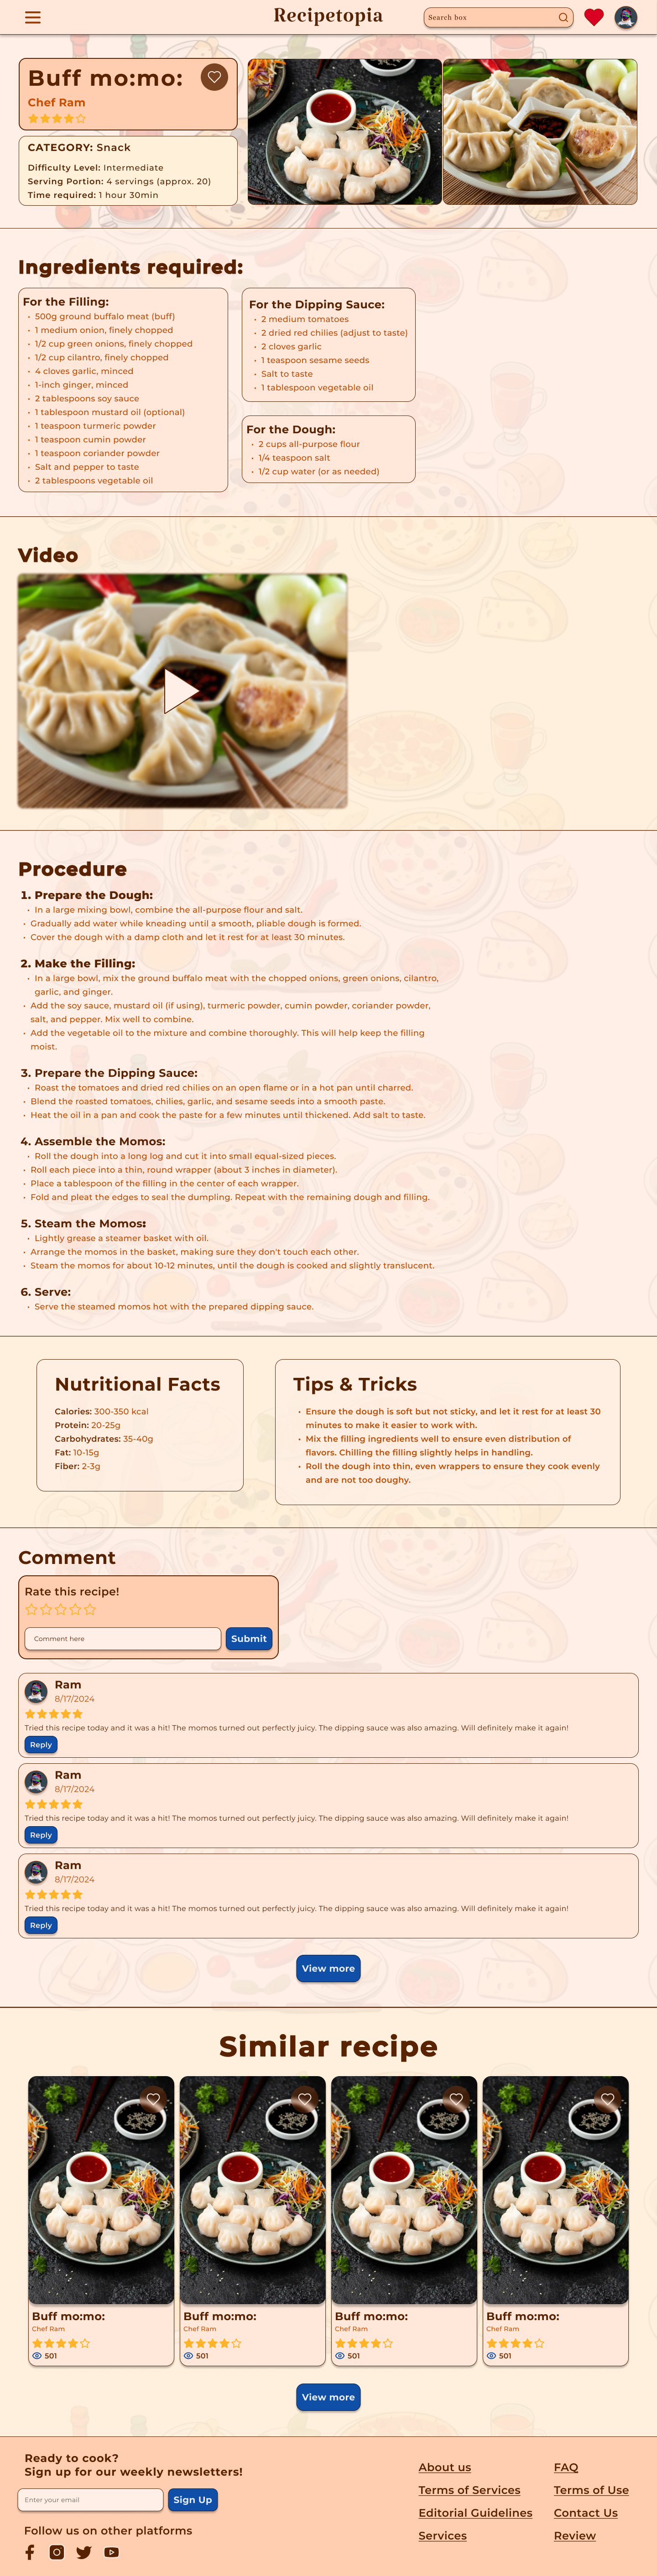 Recipetopia
Search box
Buff mo:mo:
Chef Ram
CATEGORY: Snack
Difficulty Level: Intermediate
Serving Portion: 4 servings (approx. 20)
Time required: 1 hour 30min
Ingredients required:
For the Filling:
• 500g ground buffalo meat (buff)
• 1 medium onion, finely chopped
• 1/2 cup green onions, finely chopped
• 1/2 cup cilantro, finely chopped
• 4 cloves garlic, minced
• 1-inch ginger, minced
• 2 tablespoons soy sauce
• 1 tablespoon mustard oil (optional)
• 1 teaspoon turmeric powder
• 1 teaspoon cumin powder
• 1 teaspoon coriander powder
• Salt and pepper to taste
• 2 tablespoons vegetable oil
For the Dipping Sauce:
• 2 medium tomatoes
• 2 dried red chilies (adjust to taste)
• 2 cloves garlic
• 1 teaspoon sesame seeds
• Salt to taste
• 1 tablespoon vegetable oil
For the Dough:
• 2 cups all-purpose flour
• 1/4 teaspoon salt
• 1/2 cup water (or as needed)
Video
Procedure
1. Prepare the Dough:
• In a large mixing bowl, combine the all-purpose flour and salt.
• Gradually add water while kneading until a smooth, pliable dough is formed.
• Cover the dough with a damp cloth and let it rest for at least 30 minutes.
2. Make the Filling:
• In a large bowl, mix the ground buffalo meat with the chopped onions, green onions, cilantro,
garlic, and ginger.
• Add the soy sauce, mustard oil (if using), turmeric powder, cumin powder, coriander powder,
salt, and pepper. Mix well to combine.
• Add the vegetable oil to the mixture and combine thoroughly. This will help keep the filling
moist.
3. Prepare the Dipping Sauce:
• Roast the tomatoes and dried red chilies on an open flame or in a hot pan until charred.
• Blend the roasted tomatoes, chilies, garlic, and sesame seeds into a smooth paste.
• Heat the oil in a pan and cook the paste for a few minutes until thickened. Add salt to taste.
4. Assemble the Momos:
• Roll the dough into a long log and cut it into small equal-sized pieces.
• Roll each piece into a thin, round wrapper (about 3 inches in diameter).
• Place a tablespoon of the filling in the center of each wrapper.
• Fold and pleat the edges to seal the dumpling. Repeat with the remaining dough and filling.
5. Steam the Momos:
• Lightly grease a steamer basket with oil.
• Arrange the momos in the basket, making sure they don't touch each other.
• Steam the momos for about 10-12 minutes, until the dough is cooked and slightly translucent.
6. Serve:
• Serve the steamed momos hot with the prepared dipping sauce.
Nutritional Facts
Calories: 300-350 kcal
Protein: 20-25g
Carbohydrates: 35-40g
Fat: 10-15g
Fiber: 2-3g
Tips & Tricks
• Ensure the dough is soft but not sticky, and let it rest for at least 30
minutes to make it easier to work with.
• Mix the filling ingredients well to ensure even distribution of
flavors. Chilling the filling slightly helps in handling.
• Roll the dough into thin, even wrappers to ensure they cook evenly
and are not too doughy.
Comment
Rate this recipe!
Comment here
Submit
Ram
8/17/2024
Tried this recipe today and it was a hit! The momos turned out perfectly juicy. The dipping sauce was also amazing. Will definitely make it again!
Reply
Ram
8/17/2024
Tried this recipe today and it was a hit! The momos turned out perfectly juicy. The dipping sauce was also amazing. Will definitely make it again!
Reply
Ram
8/17/2024
Tried this recipe today and it was a hit! The momos turned out perfectly juicy. The dipping sauce was also amazing. Will definitely make it again!
Reply
View more
Similar recipe
Buff mo:mo:
Chef Ram
501
Buff mo:mo:
Chef Ram
501
Buff mo:mo:
Chef Ram
501
Buff mo:mo:
Chef Ram
501
View more
Ready to cook?
Sign up for our weekly newsletters!
Enter your email
Sign Up
Follow us on other platforms
About us
Terms of Services
Editorial Guidelines
Services
FAQ
Terms of Use
Contact Us
Review